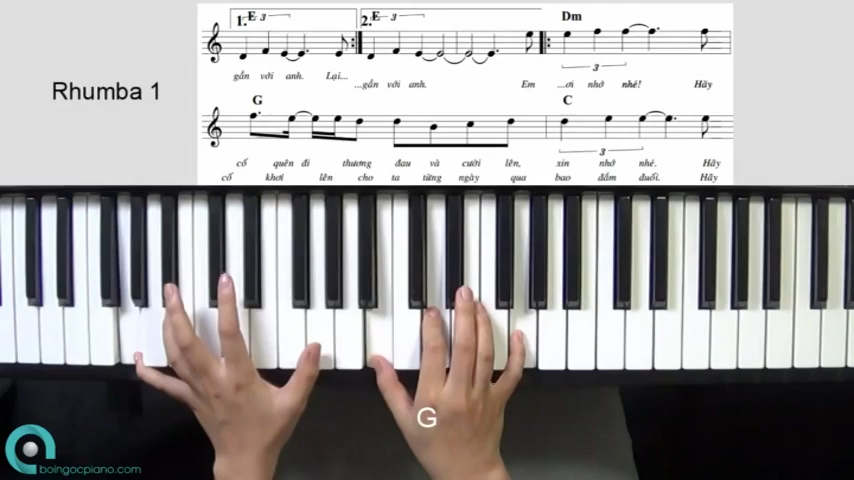 1. E 3 2. E 3 Dm
gần với anh. Lại... ...gần với anh. Em ...ơi nhớ nhé! Hãy
3
Rhumba 1
G C
3
cố quên đi thương đau và cười lên, xin nhớ nhé. Hãy
cố khơi lên cho ta từng ngày qua bao đắm đuối. Hãy
G
boingocpiano.com